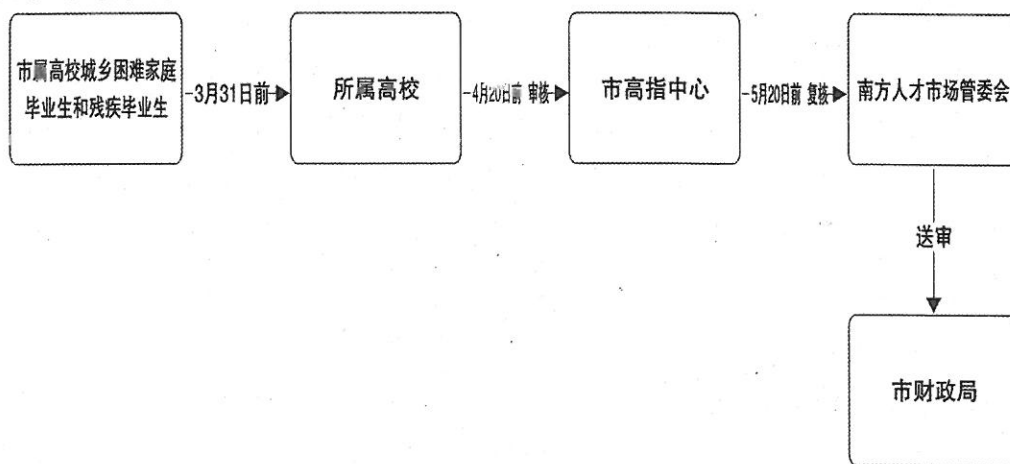 市属高校城乡困难家庭
毕业生和残疾毕业生
3月31日前
所属高校
4月20日前 审核
市高指中心
5月20日前 复核
南方人才市场管委会
送审
市财政局